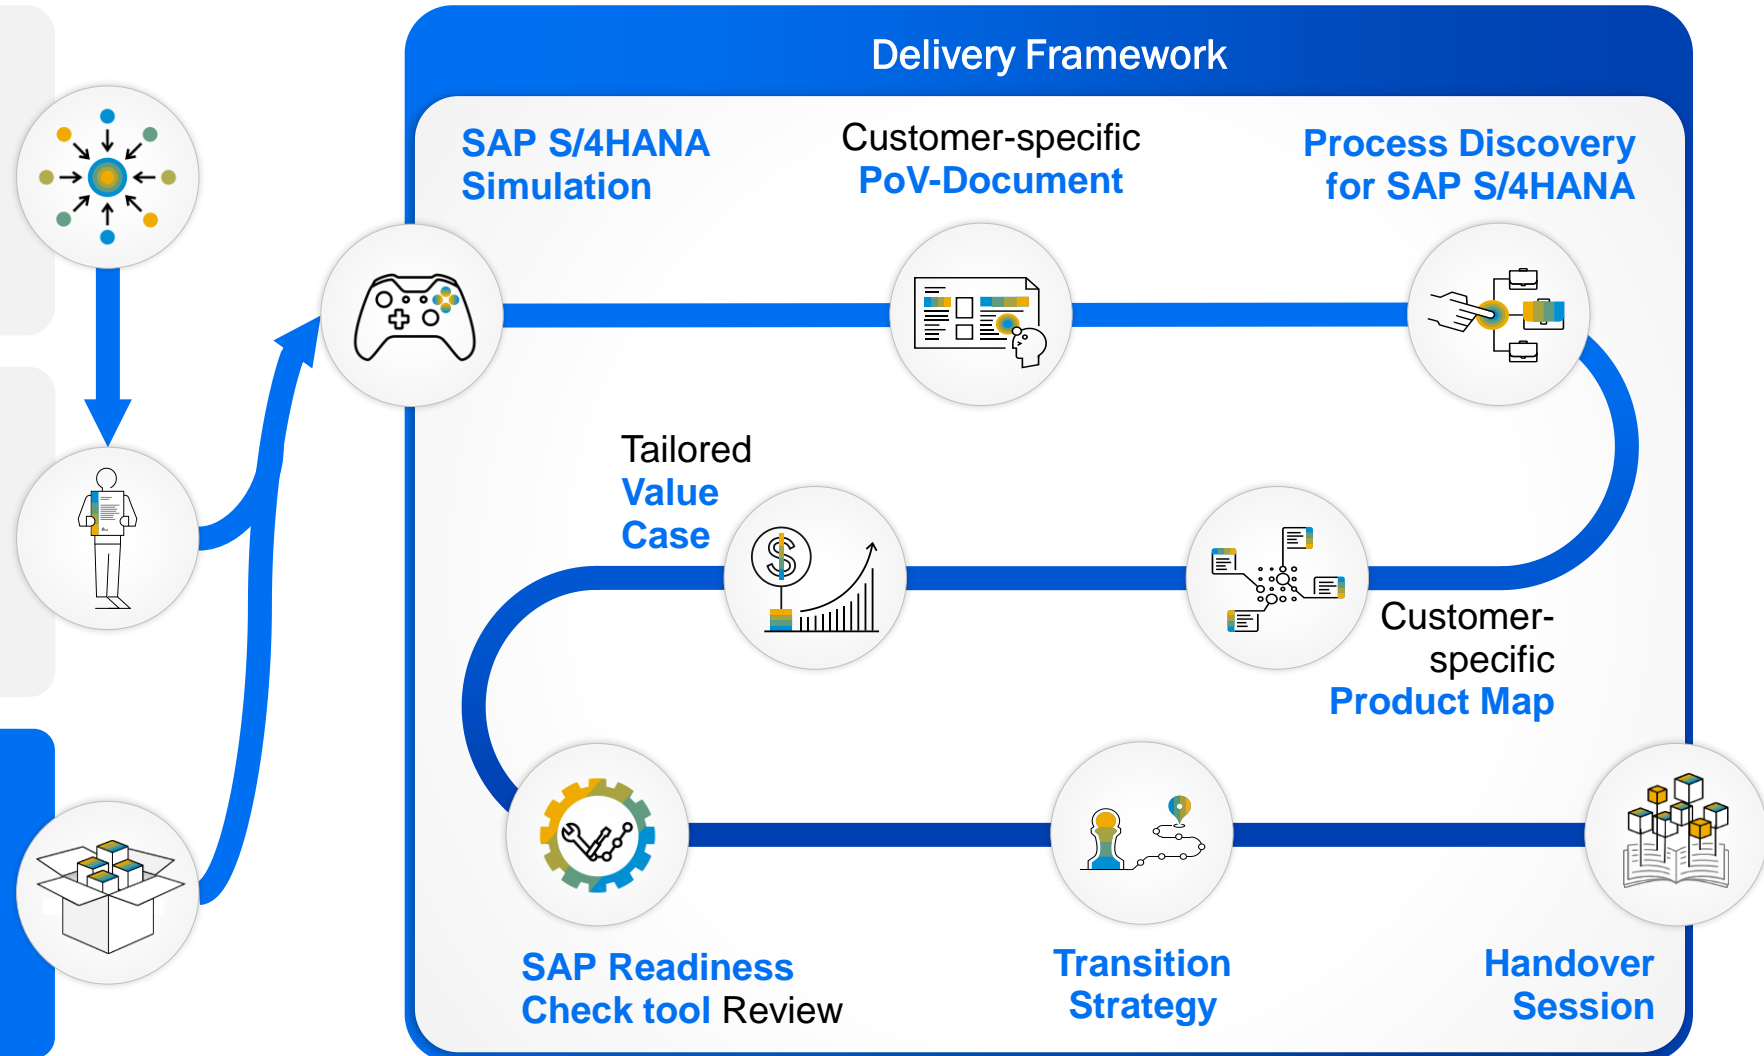 Delivery Framework
SAP S/4HANA
Simulation
Customer-specific
PoV-Document
Process Discovery
for SAP S/4HANA
Tailored
Value
Case
Customer-
specific
Product Map
SAP Readiness
Check tool Review
Transition
Strategy
Handover
Session